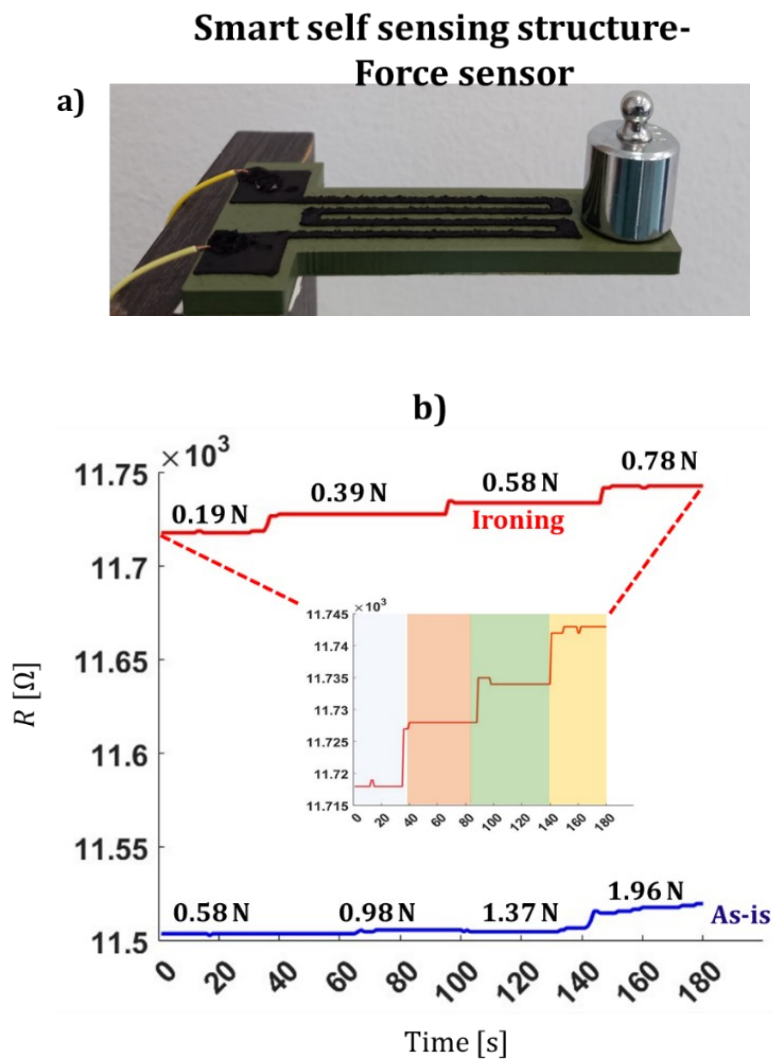 Smart self sensing structure-
Force sensor
a)
b)
×10³
11.75
11.7
11.65
11.6
11.55
11.5
R [Ω]
0.19 N
0.39 N
0.58 N
0.78 N
Ironing
×10³
11.745
11.74
11.735
11.73
11.725
11.72
11.715
0 20 40 60 80 100 120 140 160 180
0.58 N
0.98 N
1.37 N
1.96 N
As-is
0 20 40 60 80 100 120 140 160 180
Time [s]